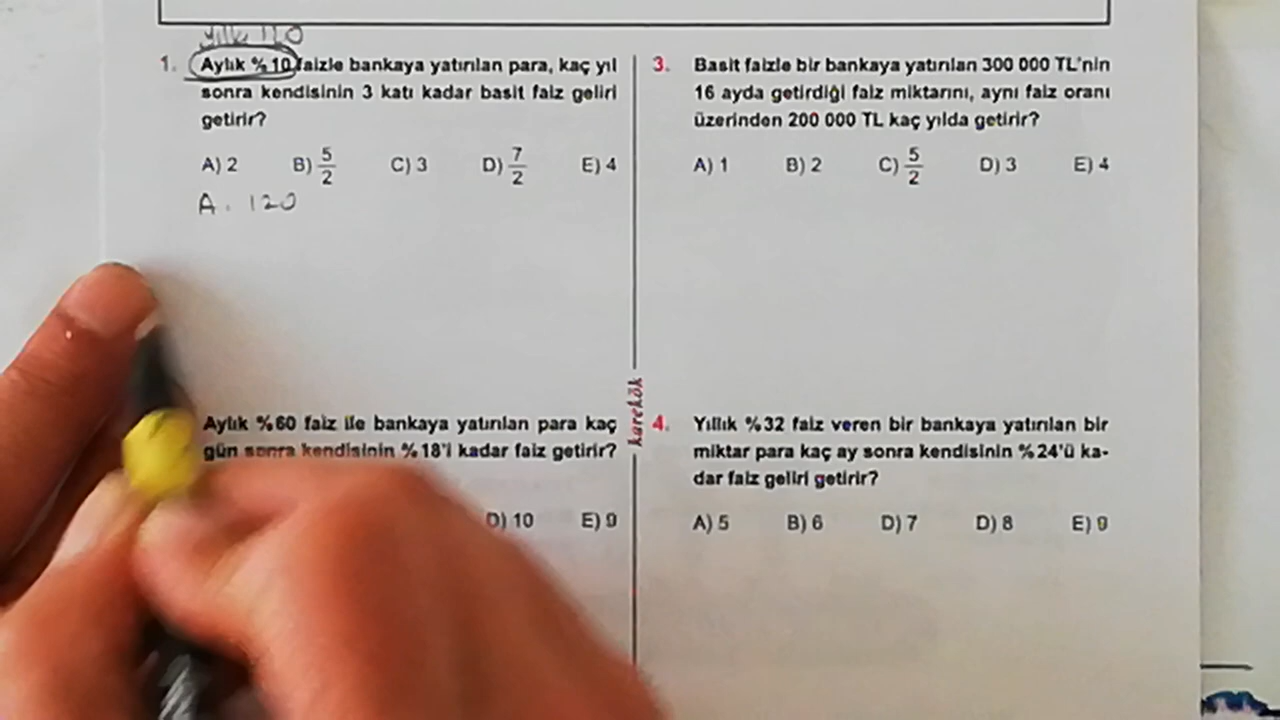 yıllık 120
1. Aylık %10 faizle bankaya yatırılan para, kaç yıl
sonra kendisinin 3 katı kadar basit faiz geliri
getirir?
A) 2 B) 5/2 C) 3 D) 7/2 E) 4
A . 120
Aylık %60 faiz ile bankaya yatırılan para kaç
gün sonra kendisinin %18'i kadar faiz getirir?
D) 10 E) 9
karekök
3. Basit faizle bir bankaya yatırılan 300 000 TL'nin
16 ayda getirdiği faiz miktarını, aynı faiz oranı
üzerinden 200 000 TL kaç yılda getirir?
A) 1 B) 2 C) 5/2 D) 3 E) 4
4. Yıllık %32 faiz veren bir bankaya yatırılan bir
miktar para kaç ay sonra kendisinin %24'ü ka-
dar faiz geliri getirir?
A) 5 B) 6 D) 7 D) 8 E) 9